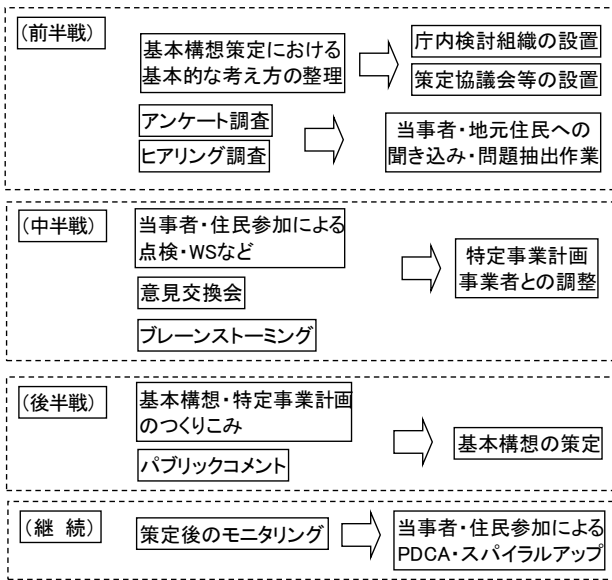 (前半戦)
基本構想策定における
基本的な考え方の整理
庁内検討組織の設置
策定協議会等の設置
アンケート調査
ヒアリング調査
当事者・地元住民への
聞き込み・問題抽出作業
(中半戦)
当事者・住民参加による
点検・WSなど
意見交換会
ブレーンストーミング
特定事業計画
事業者との調整
(後半戦)
基本構想・特定事業計画
のつくりこみ
パブリックコメント
基本構想の策定
(継 続)
策定後のモニタリング
当事者・住民参加による
PDCA・スパイラルアップ